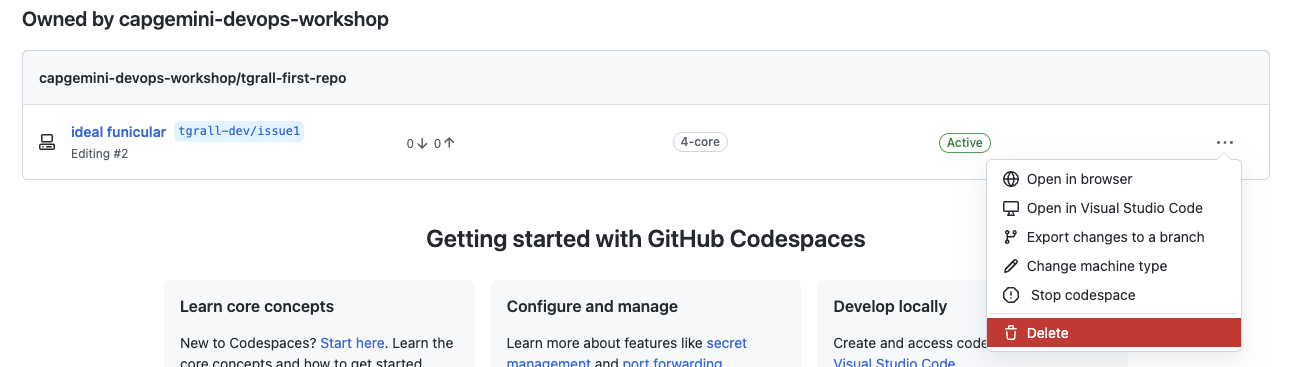 Owned by capgemini-devops-workshop
capgemini-devops-workshop/tgrall-first-repo
ideal funicular tgrall-dev/issue1
Editing #2
0 ↓ 0 ↑
4-core
Active
Open in browser
Open in Visual Studio Code
Export changes to a branch
Change machine type
Stop codespace
Delete
Getting started with GitHub Codespaces
Learn core concepts
New to Codespaces? Start here. Learn the
core concepts and how to get started
Configure and manage
Learn more about features like secret
management and port forwarding
Develop locally
Create and access code
Visual Studio Code